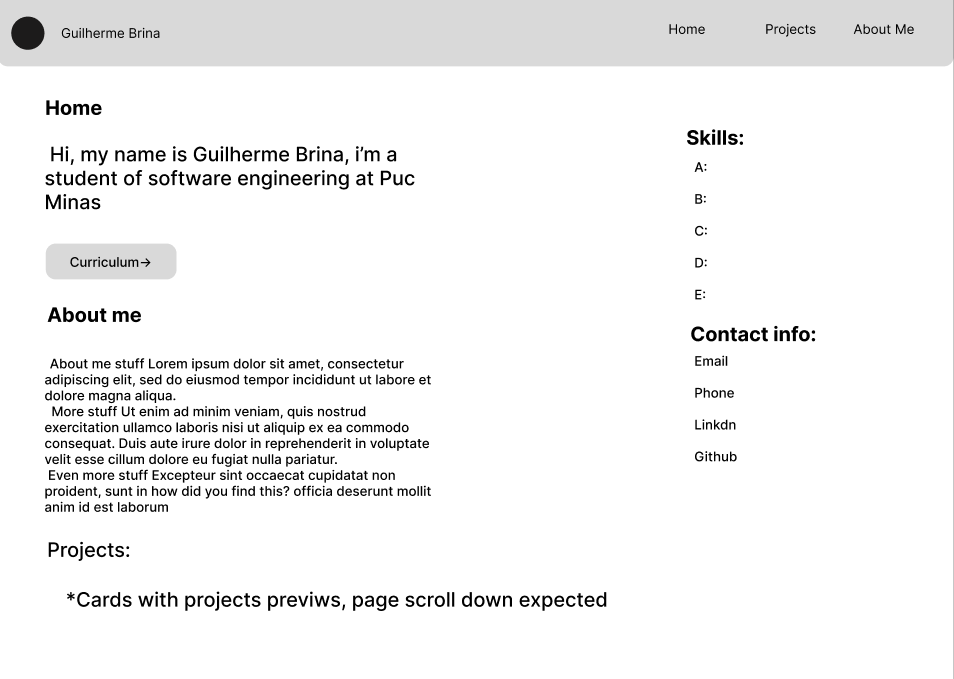 Guilherme Brina
Home
Projects
About Me
Home
Hi, my name is Guilherme Brina, i’m a
student of software engineering at Puc
Minas
Curriculum→
About me
About me stuff Lorem ipsum dolor sit amet, consectetur
adipiscing elit, sed do eiusmod tempor incididunt ut labore et
dolore magna aliqua.
More stuff Ut enim ad minim veniam, quis nostrud
exercitation ullamco laboris nisi ut aliquip ex ea commodo
consequat. Duis aute irure dolor in reprehenderit in voluptate
velit esse cillum dolore eu fugiat nulla pariatur.
Even more stuff Excepteur sint occaecat cupidatat non
proident, sunt in how did you find this? officia deserunt mollit
anim id est laborum
Projects:
*Cards with projects previws, page scroll down expected
Skills:
A:
B:
C:
D:
E:
Contact info:
Email
Phone
Linkdn
Github